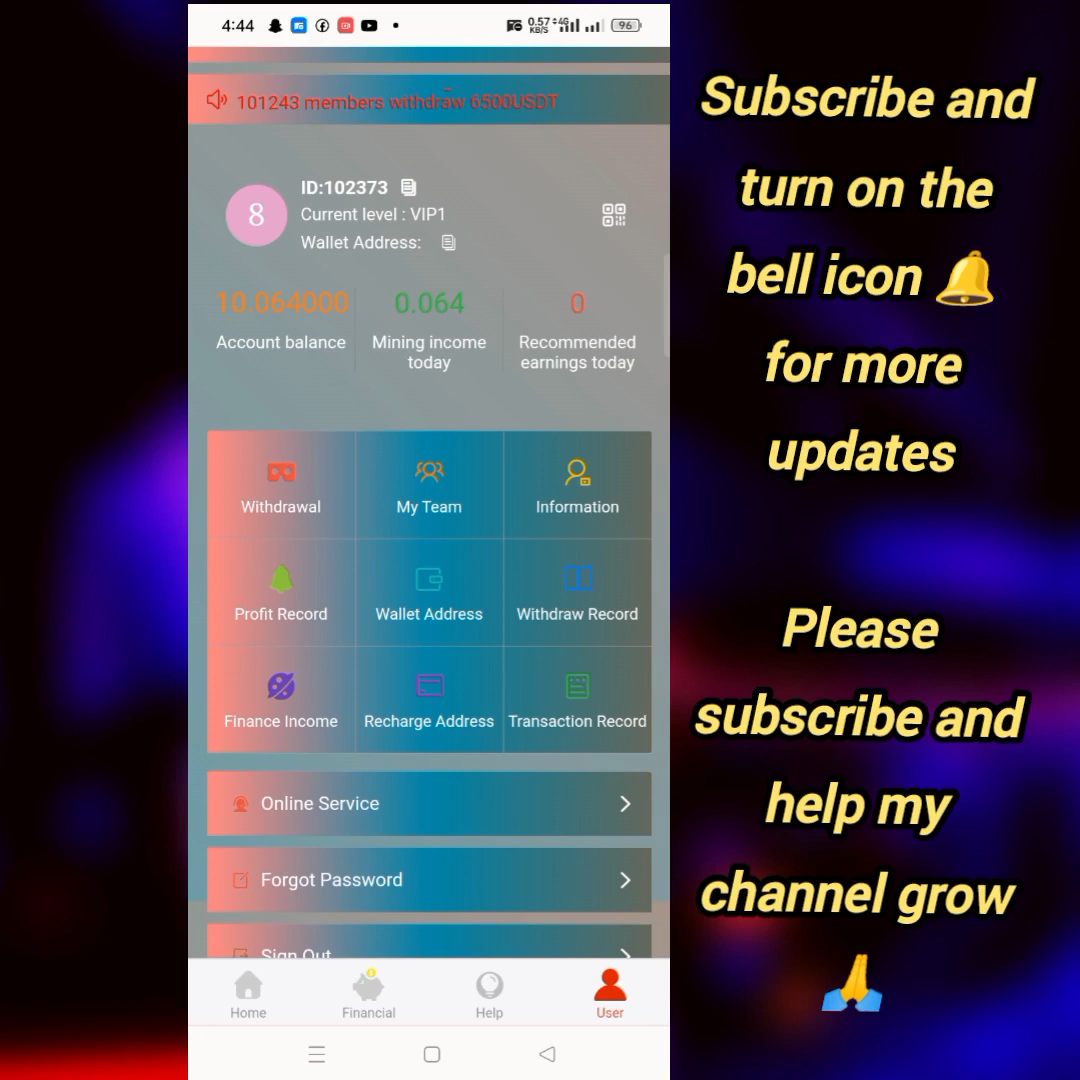 4:44
0.57 KB/S 4G 96
101243 members withdraw 6500USDT
8
ID:102373
Current level : VIP1
Wallet Address:
10.064000 0.064 0
Account balance
Mining income today
Recommended earnings today
Withdrawal My Team Information
Profit Record Wallet Address Withdraw Record
Finance Income Recharge Address Transaction Record
Online Service
Forgot Password
Sign Out
Home Financial Help User
Subscribe and
turn on the
bell icon 🔔
for more
updates
Please
subscribe and
help my
channel grow
🙏